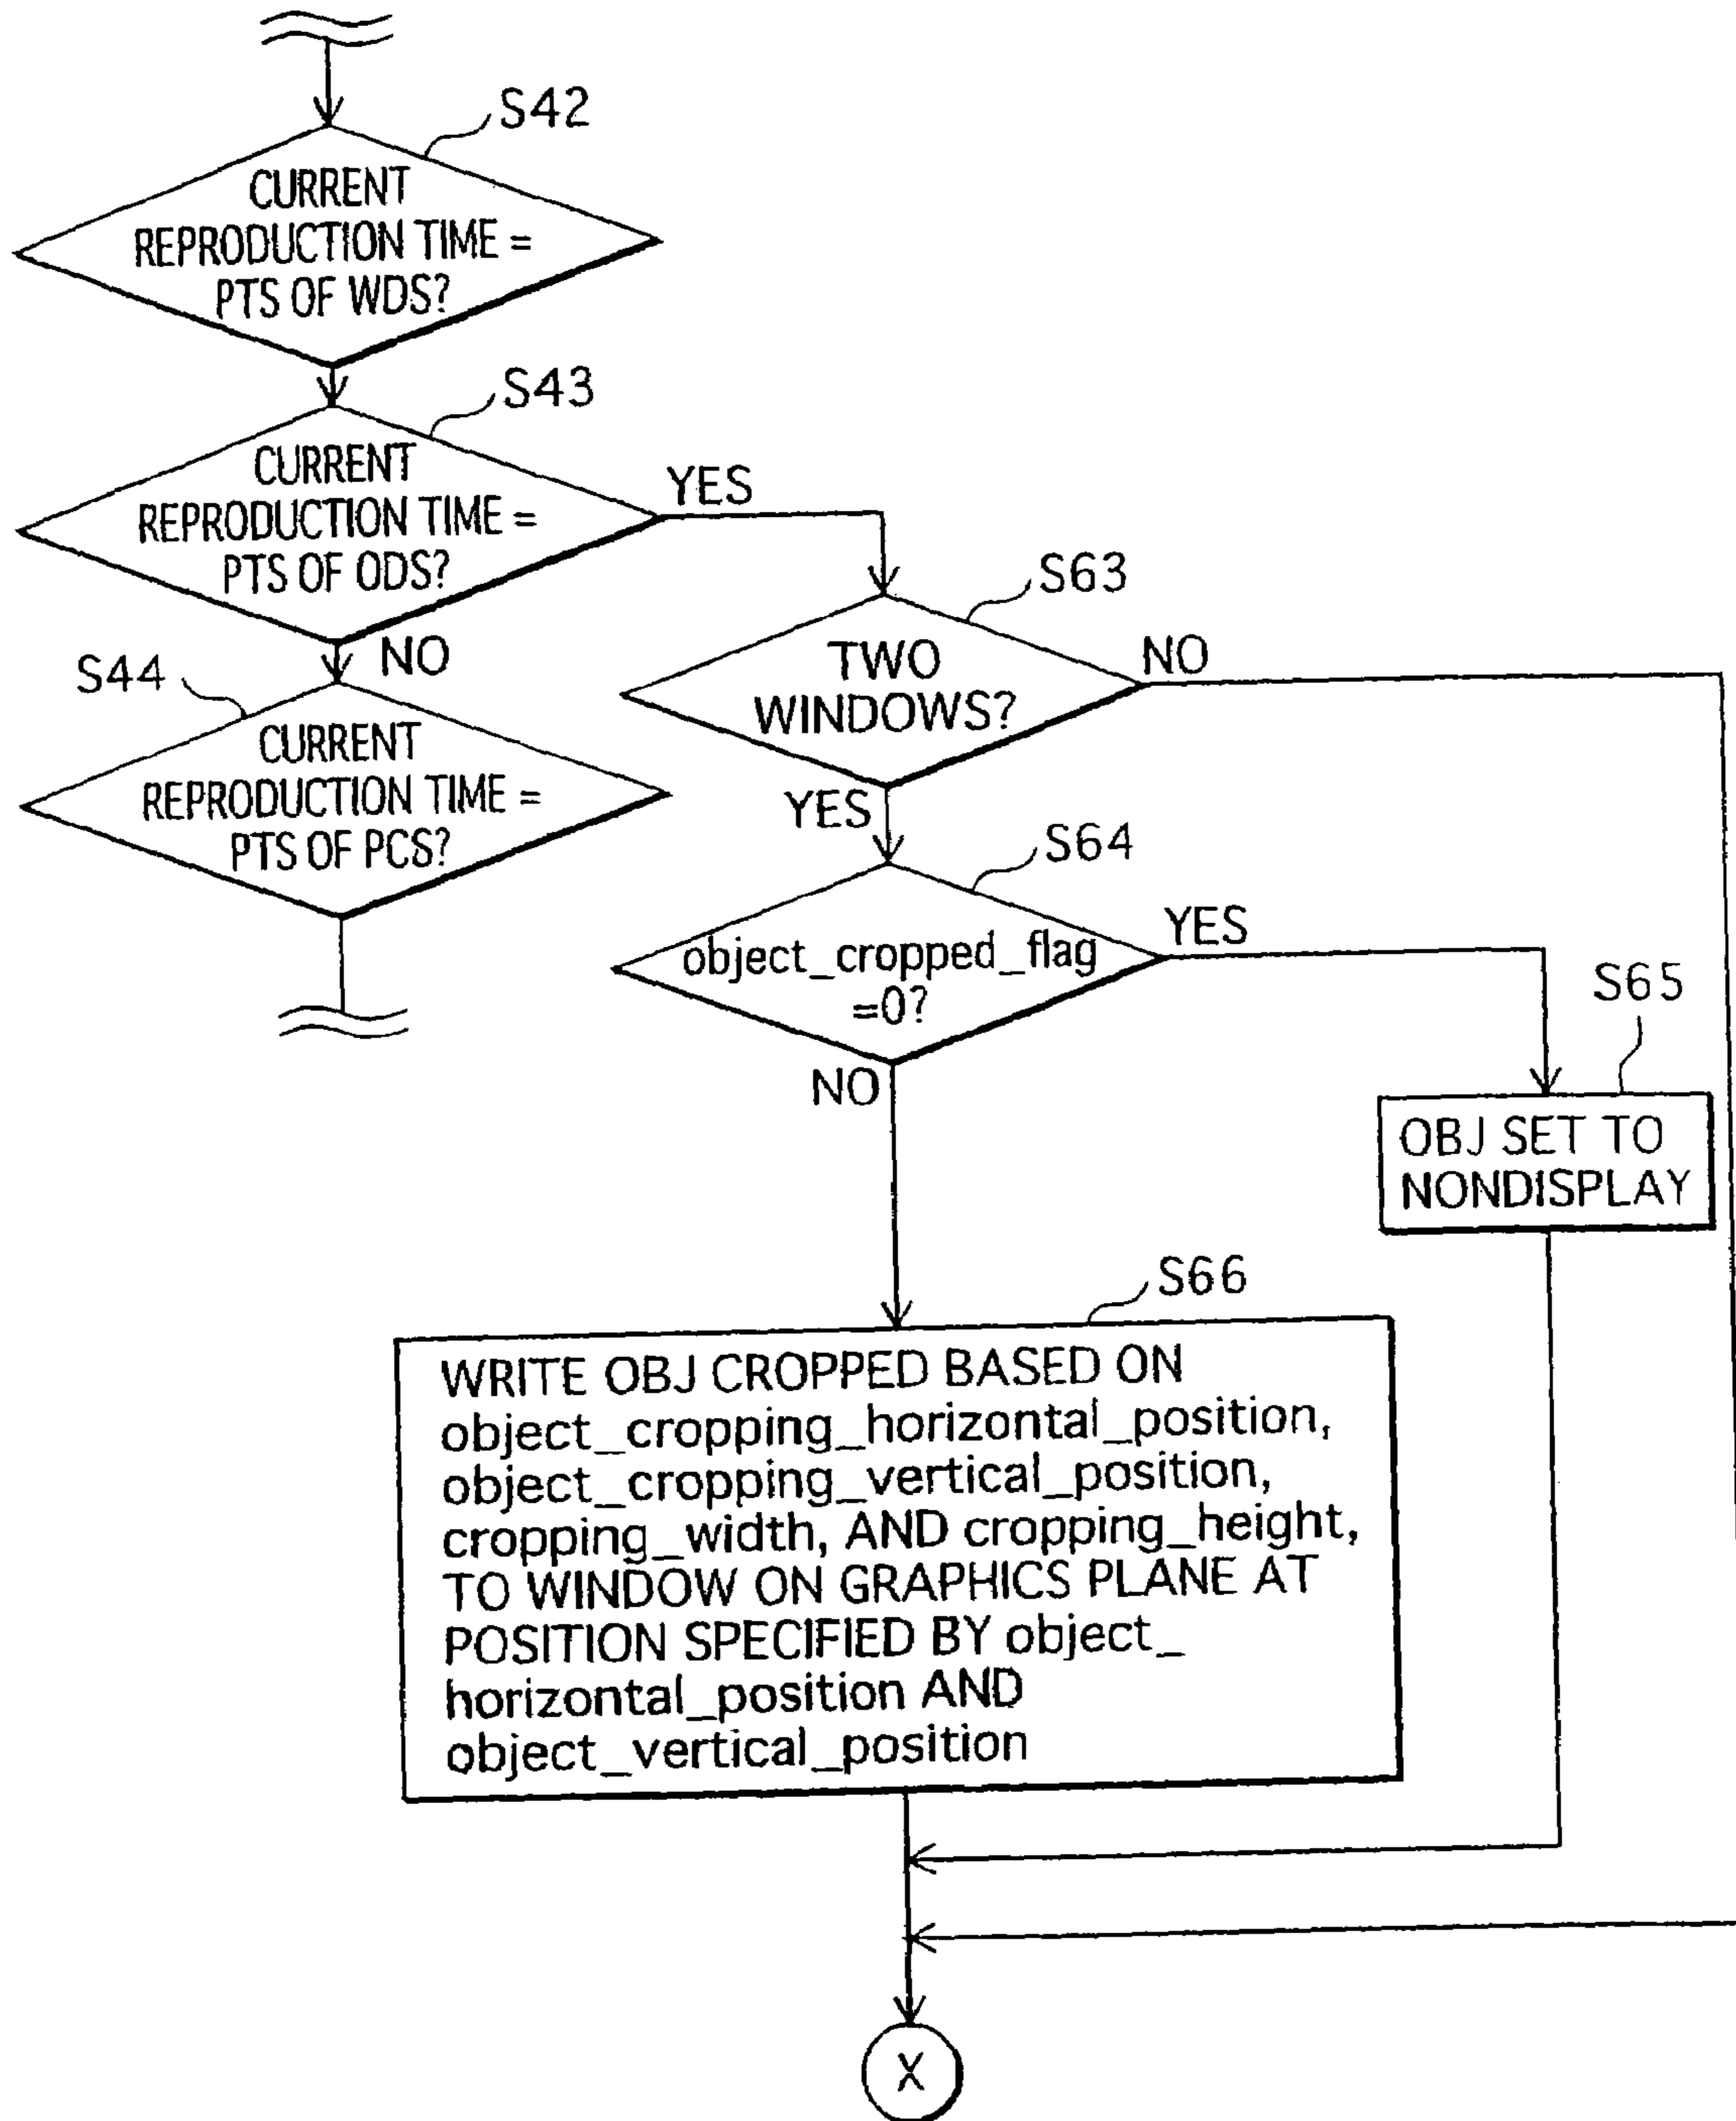 S42
CURRENT
REPRODUCTION TIME =
PTS OF WDS?
S43
CURRENT
REPRODUCTION TIME =
PTS OF ODS?
YES
NO
S44
CURRENT
REPRODUCTION TIME =
PTS OF PCS?
S63
TWO
WINDOWS?
NO
YES
S64
object_cropped_flag
=0?
YES
NO
S65
OBJ SET TO
NONDISPLAY
S66
WRITE OBJ CROPPED BASED ON
object_cropping_horizontal_position,
object_cropping_vertical_position,
cropping_width, AND cropping_height,
TO WINDOW ON GRAPHICS PLANE AT
POSITION SPECIFIED BY object_
horizontal_position AND
object_vertical_position
X